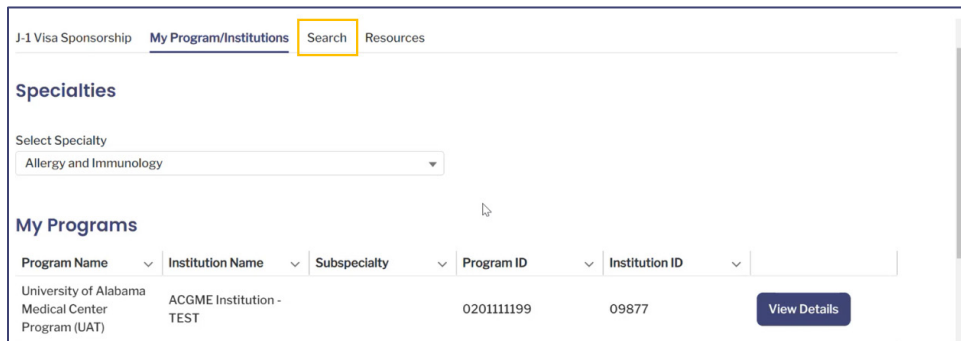 J-1 Visa Sponsorship My Program/Institutions Search Resources
Specialties
Select Specialty
Allergy and Immunology
My Programs
Program Name Institution Name Subspecialty Program ID Institution ID
University of Alabama
Medical Center
Program (UAT)
ACGME Institution -
TEST
0201111199
09877
View Details